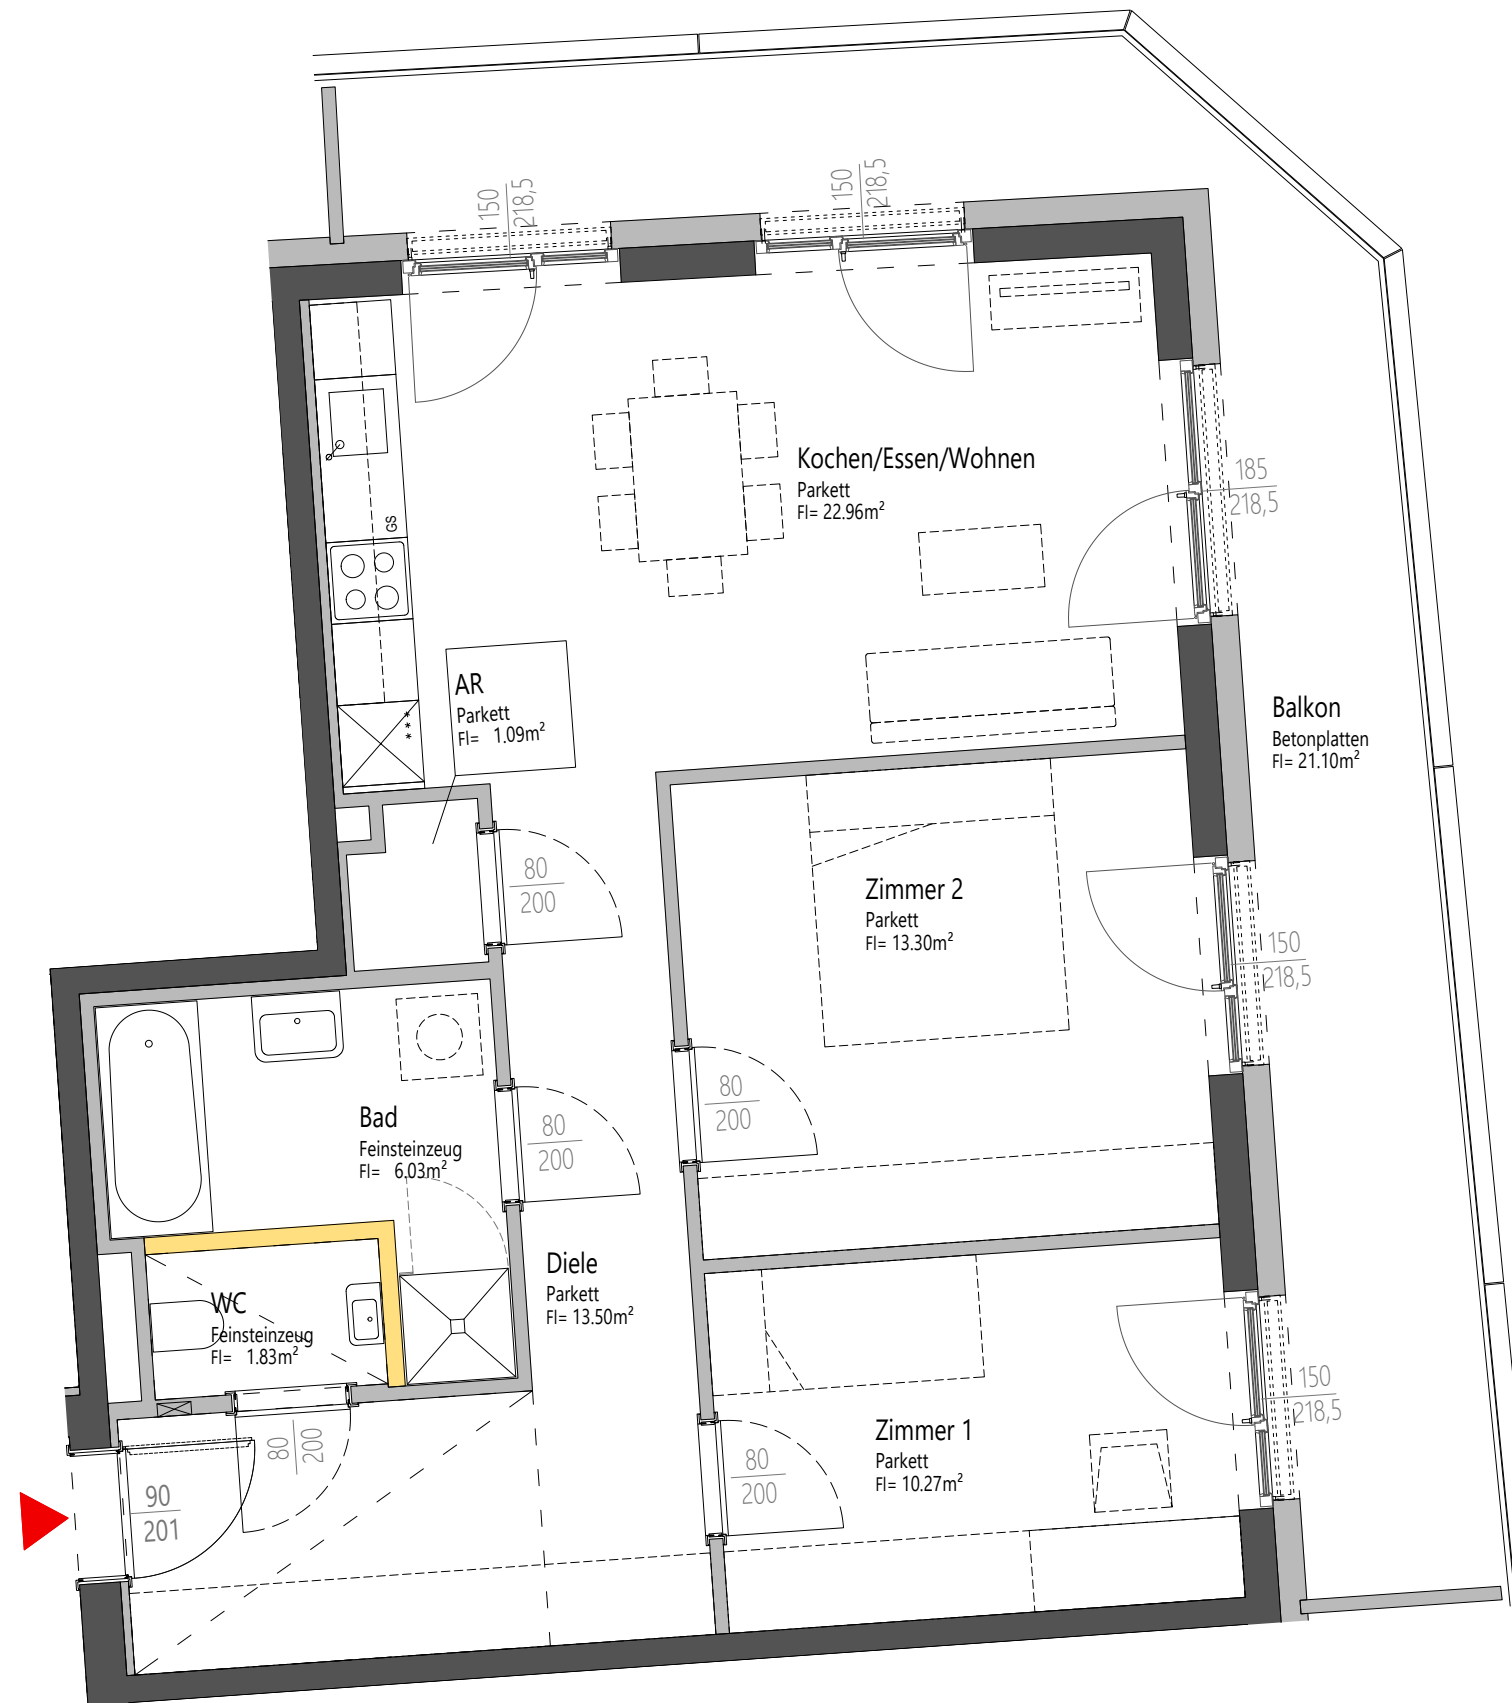 150
218,5
150
218,5
Kochen/Essen/Wohnen
Parkett
Fl= 22.96m²
185
218,5
GS
AR
Parkett
Fl= 1.09m²
***
Balkon
Betonplatten
Fl= 21.10m²
80
200
Zimmer 2
Parkett
Fl= 13.30m²
150
218,5
Bad
Feinsteinzeug
Fl= 6.03m²
80
200
80
200
Diele
Parkett
Fl= 13.50m²
WC
Feinsteinzeug
Fl= 1.83m²
150
218,5
Zimmer 1
Parkett
Fl= 10.27m²
80
200
80
200
90
201